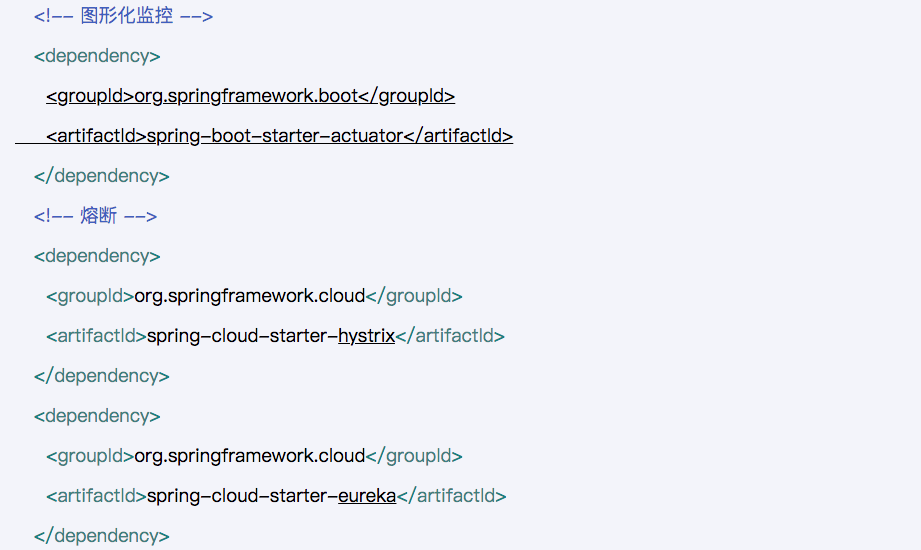 <!-- 图形化监控 -->
<dependency>
<groupId>org.springframework.boot</groupId>
<artifactId>spring-boot-starter-actuator</artifactId>
</dependency>
<!-- 熔断 -->
<dependency>
<groupId>org.springframework.cloud</groupId>
<artifactId>spring-cloud-starter-hystrix</artifactId>
</dependency>
<dependency>
<groupId>org.springframework.cloud</groupId>
<artifactId>spring-cloud-starter-eureka</artifactId>
</dependency>